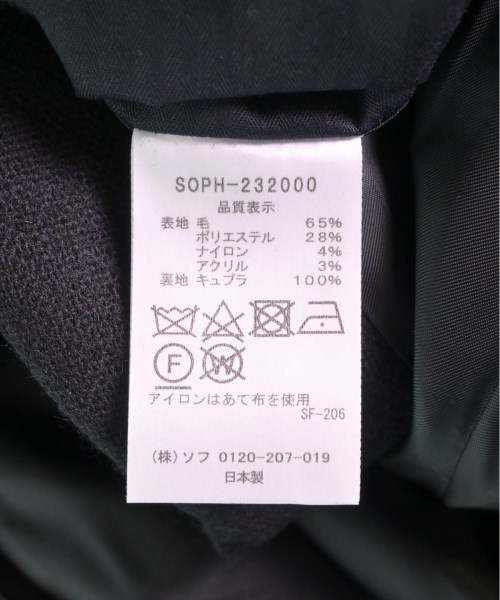 SOPH-232000
品質表示
表地 毛 65%
ポリエステル 28%
ナイロン 4%
アクリル 3%
裏地 キュプラ 100%
F W
アイロンはあて布を使用
SF-206
(株)ソフ 0120-207-019
日本製